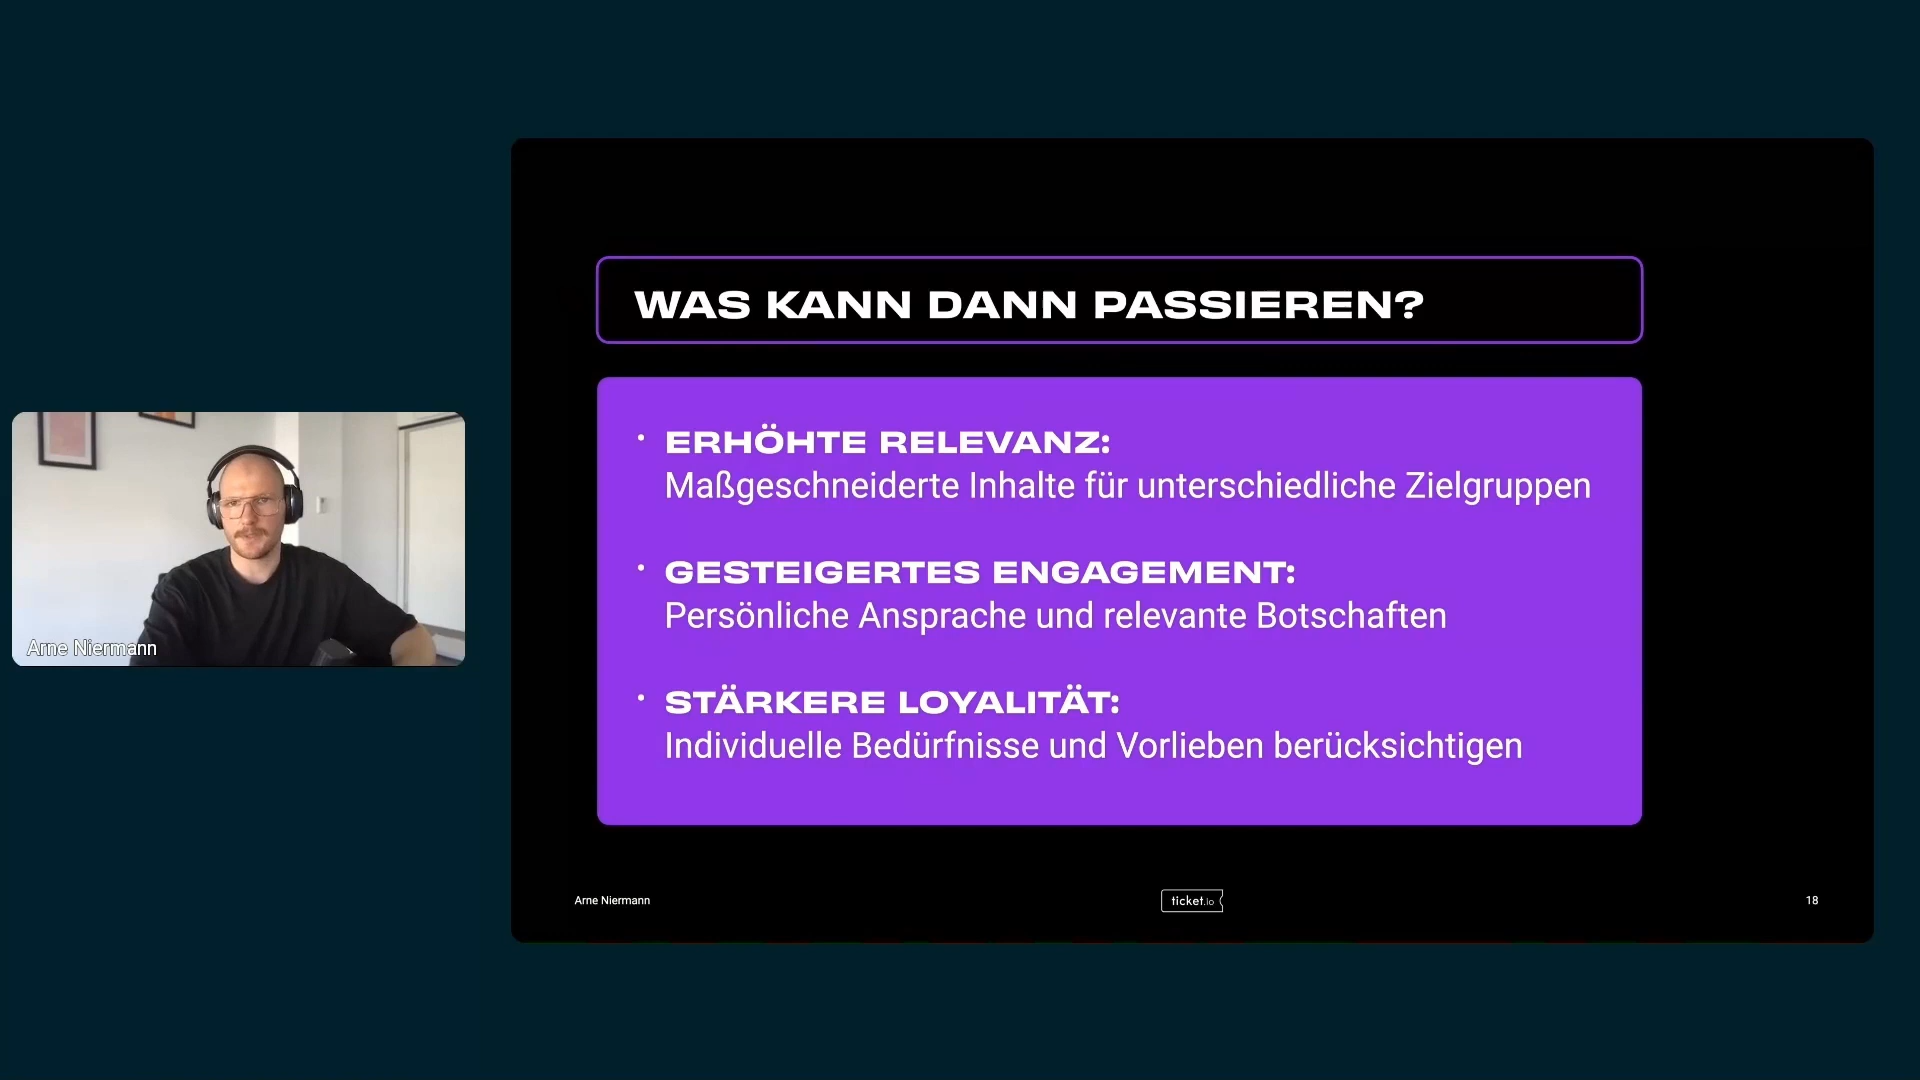 WAS KANN DANN PASSIEREN?
• ERHÖHTE RELEVANZ:
Maßgeschneiderte Inhalte für unterschiedliche Zielgruppen
• GESTEIGERTES ENGAGEMENT:
Persönliche Ansprache und relevante Botschaften
• STÄRKERE LOYALITÄT:
Individuelle Bedürfnisse und Vorlieben berücksichtigen
Arne Niermann
Arne Niermann
ticket.io
18